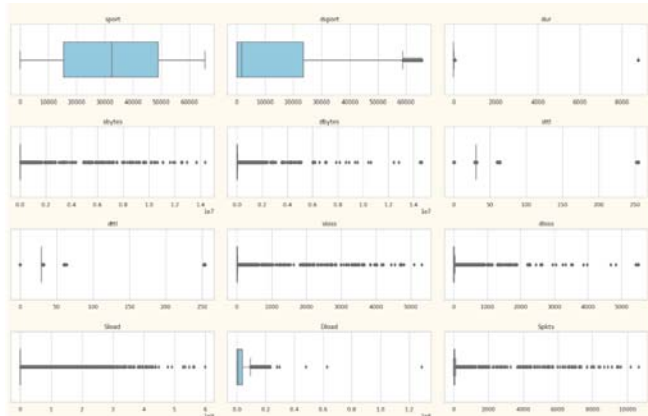 sport dsport dur
0 10000 20000 30000 40000 50000 60000 0 10000 20000 30000 40000 50000 60000 0 2000 4000 6000 8000
sbytes dbytes sttl
0.0 0.2 0.4 0.6 0.8 1.0 1.2 1.4 0.0 0.2 0.4 0.6 0.8 1.0 1.2 1.4 0 50 100 150 200 250
1e7 1e7
dttl sloss dloss
0 50 100 150 200 250 0 1000 2000 3000 4000 5000 0 1000 2000 3000 4000 5000
Sload Dload Spkts
0 1 2 3 4 5 6 0.0 0.2 0.4 0.6 0.8 1.0 1.2 0 2000 4000 6000 8000 10000